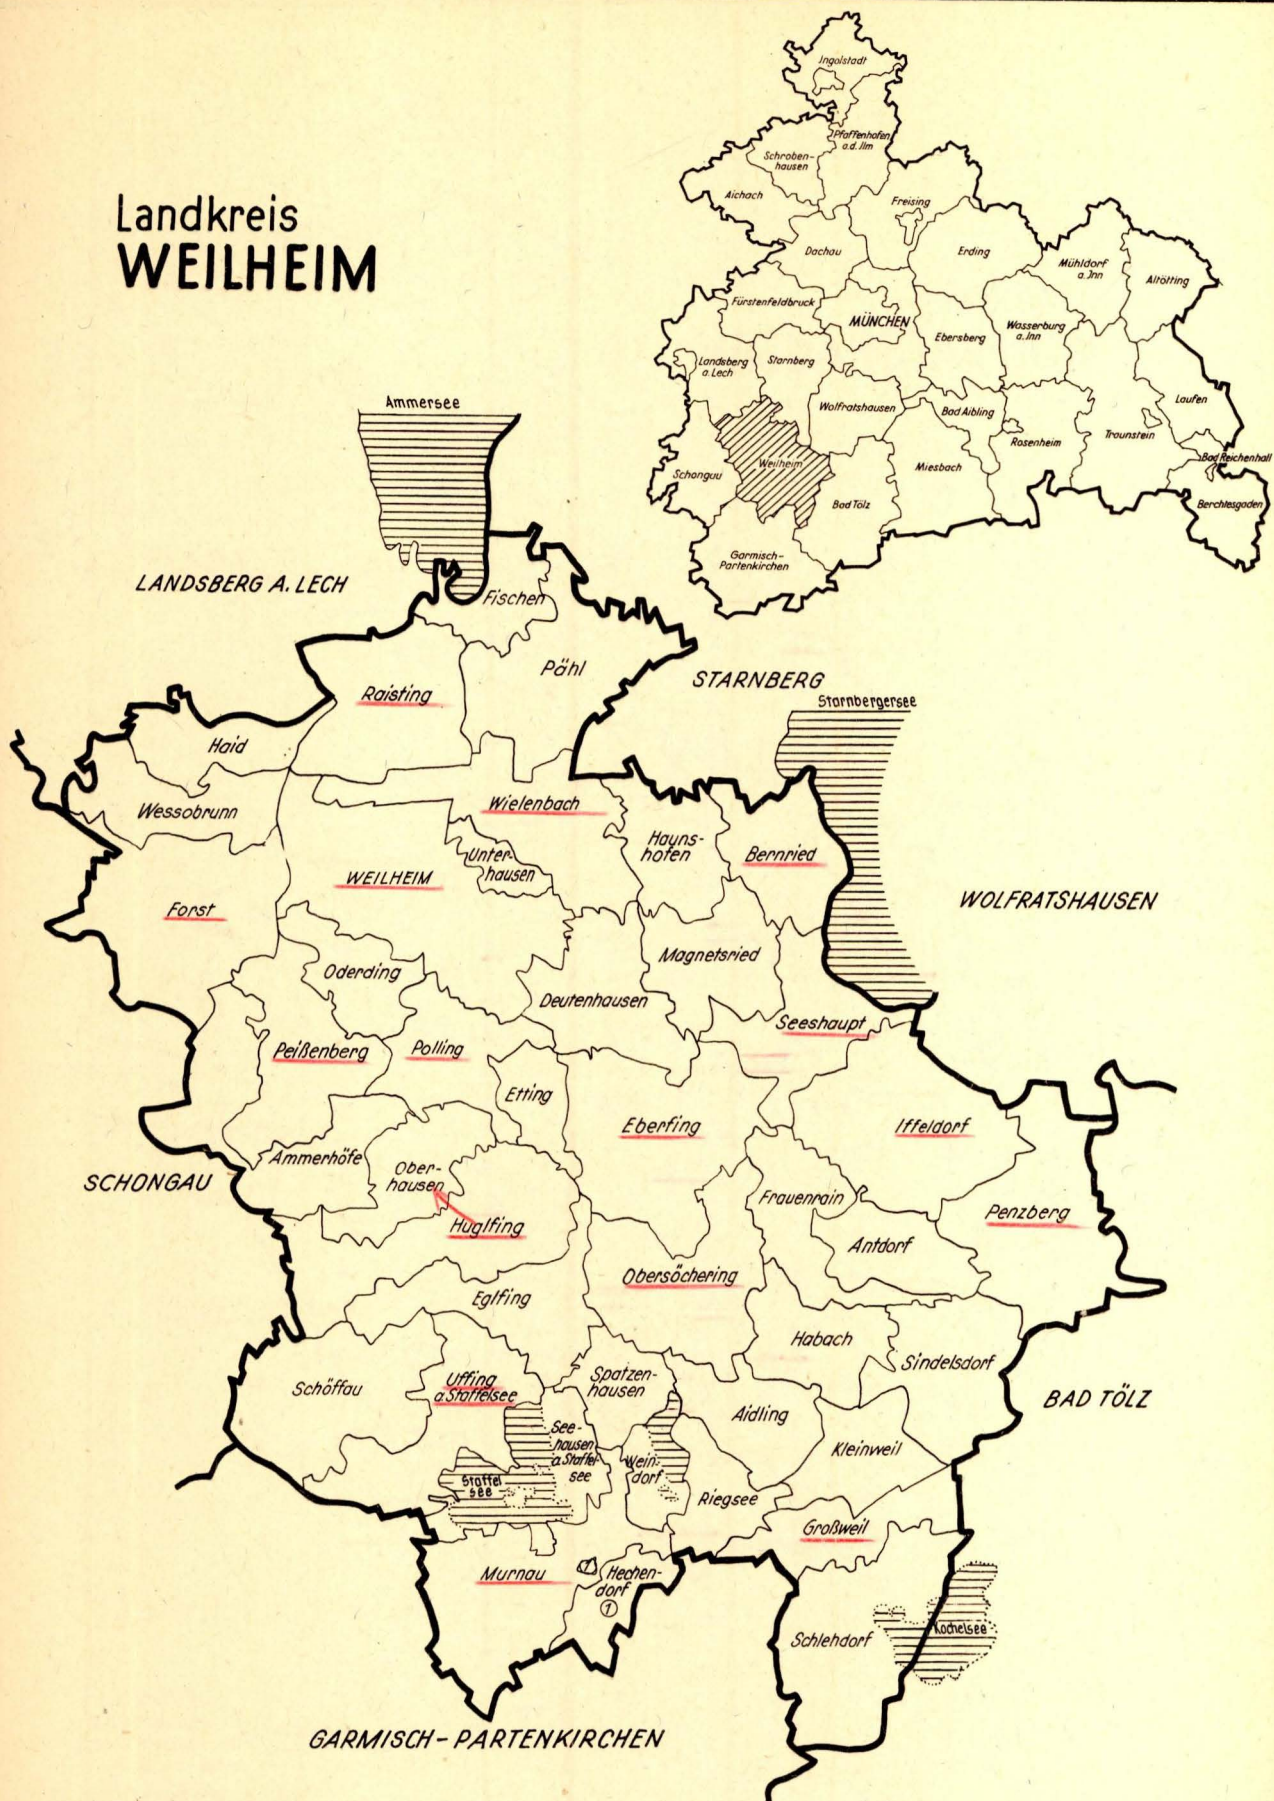 Landkreis
WEILHEIM
Ingolstadt
Pfaffenhofen
a.d. Jlm
Schroben-
hausen
Aichach
Freising
Dachau
Erding
Mühldorf
a. Jnn
Altötting
Fürstenfeldbruck
MÜNCHEN
Ebersberg
Wasserburg
a. Jnn
Landsberg
a. Lech
Starnberg
Wolfratshausen
Bad Aibling
Rosenheim
Traunstein
Laufen
Bad Reichenhall
Berchtesgaden
Schongau
Weilheim
Bad Tölz
Miesbach
Garmisch-
Partenkirchen
Ammersee
LANDSBERG A. LECH
Fischen
Pähl
Raisting
STARNBERG
Starnbergersee
Haid
Wessobrunn
Wielenbach
Hauns-
hofen
Bernried
Unter-
hausen
WEILHEIM
WOLFRATSHAUSEN
Forst
Oderding
Magnetsried
Deutenhausen
Seeshaupt
Peißenberg
Polling
Etting
Eberfing
Iffeldorf
Ammerhöfe
Ober-
hausen
SCHONGAU
Frauenrain
Penzberg
Huglfing
Antdorf
Obersöchering
Eglfing
Habach
Sindelsdorf
Schöffau
Uffing
a Staffelsee
Spatzen-
hausen
BAD TÖLZ
Aidling
See-
hausen
a Staffel-
see
Kleinweil
Wein-
dorf
Staffel
see
Riegsee
Großweil
Murnau
1
Hechen-
dorf
1
Schlehdorf
Kochelsee
GARMISCH-PARTENKIRCHEN